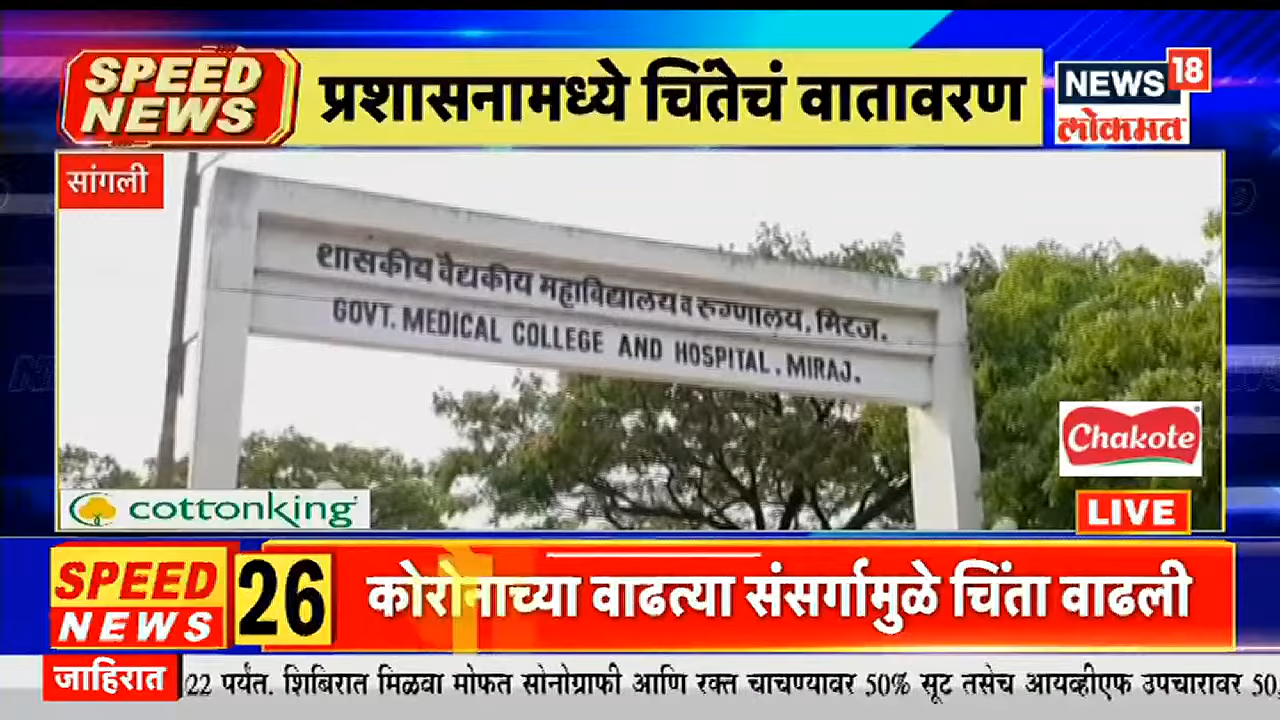 SPEED NEWS
प्रशासनामध्ये चिंतेचं वातावरण
NEWS 18
लोकमत
सांगली
शासकीय वैद्यकीय महाविद्यालय व रुग्णालय, मिरज.
GOVT. MEDICAL COLLEGE AND HOSPITAL, MIRAJ.
Chakote
cottonking
LIVE
SPEED NEWS
26
कोरोनाच्या वाढत्या संसर्गामुळे चिंता वाढली
जाहिरात
22 पर्यंत. शिबिरात मिळवा मोफत सोनोग्राफी आणि रक्त चाचण्यावर 50% सूट तसेच आयव्हीएफ उपचारावर 50,